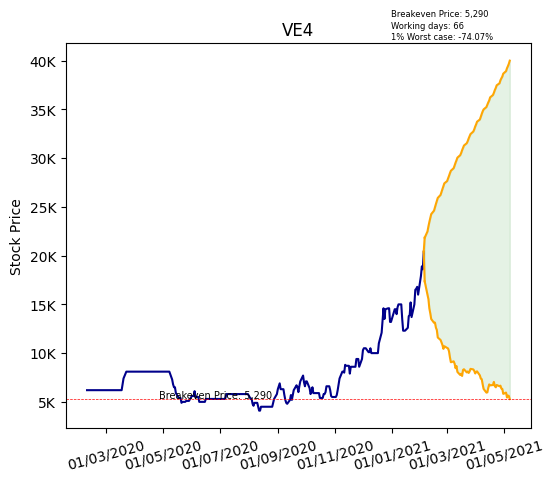 Breakeven Price: 5,290
Working days: 66
1% Worst case: -74.07%
VE4
Stock Price
40K
35K
30K
25K
20K
15K
10K
5K
Breakeven Price: 5,290
01/03/2020
01/05/2020
01/07/2020
01/09/2020
01/11/2020
01/01/2021
01/03/2021
01/05/2021